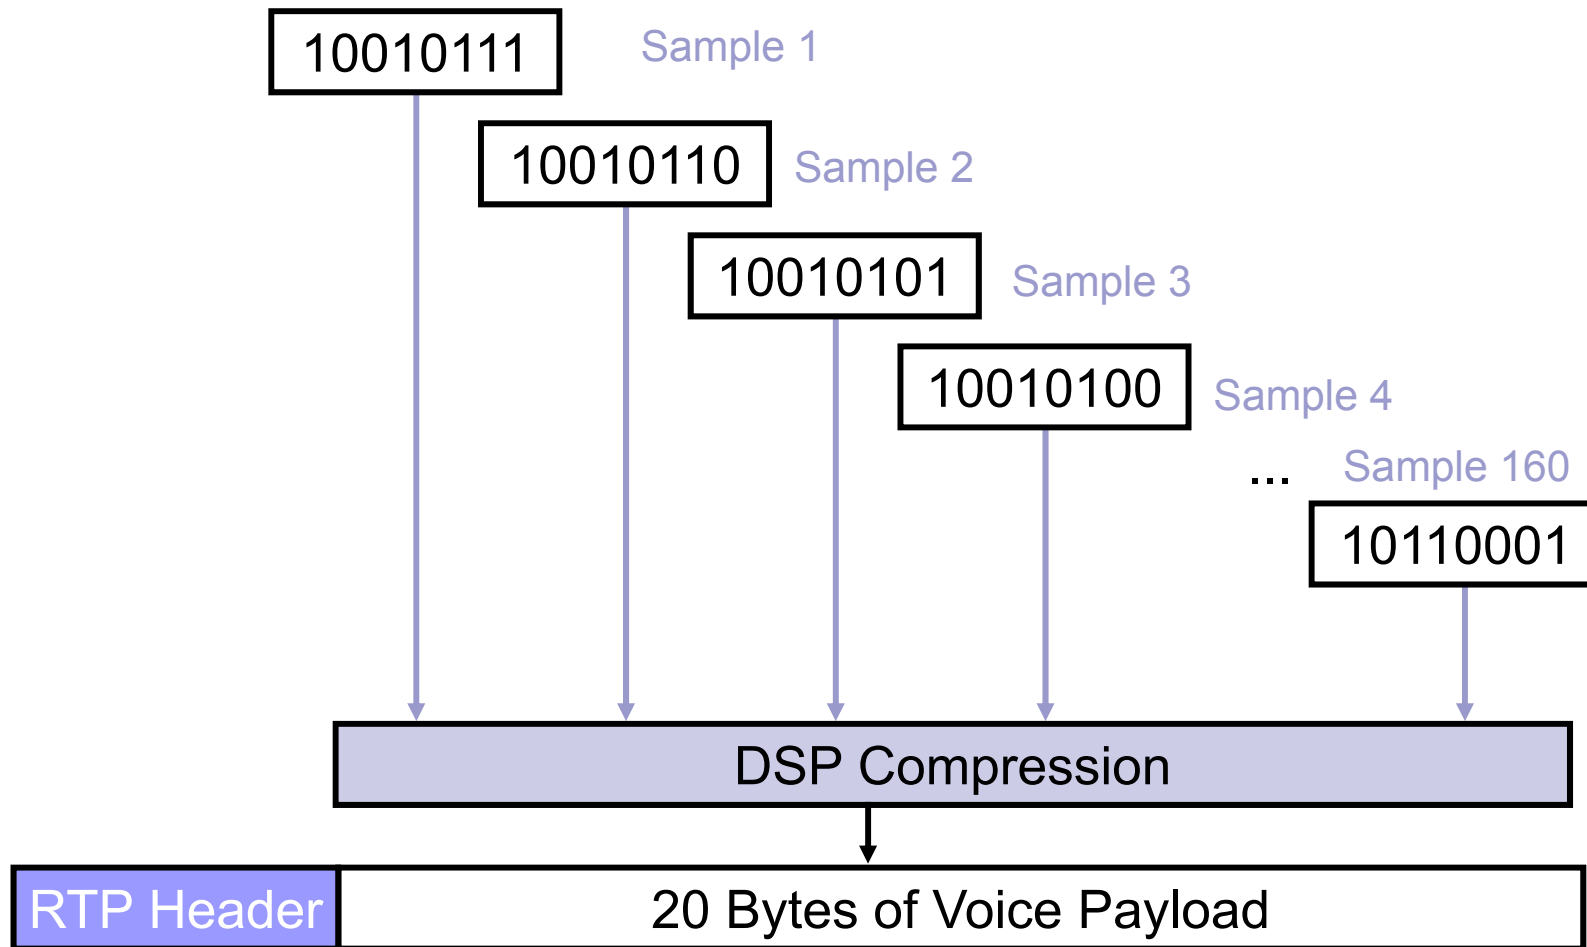 10010111 Sample 1
10010110 Sample 2
10010101 Sample 3
10010100 Sample 4
... Sample 160
10110001
DSP Compression
RTP Header 20 Bytes of Voice Payload